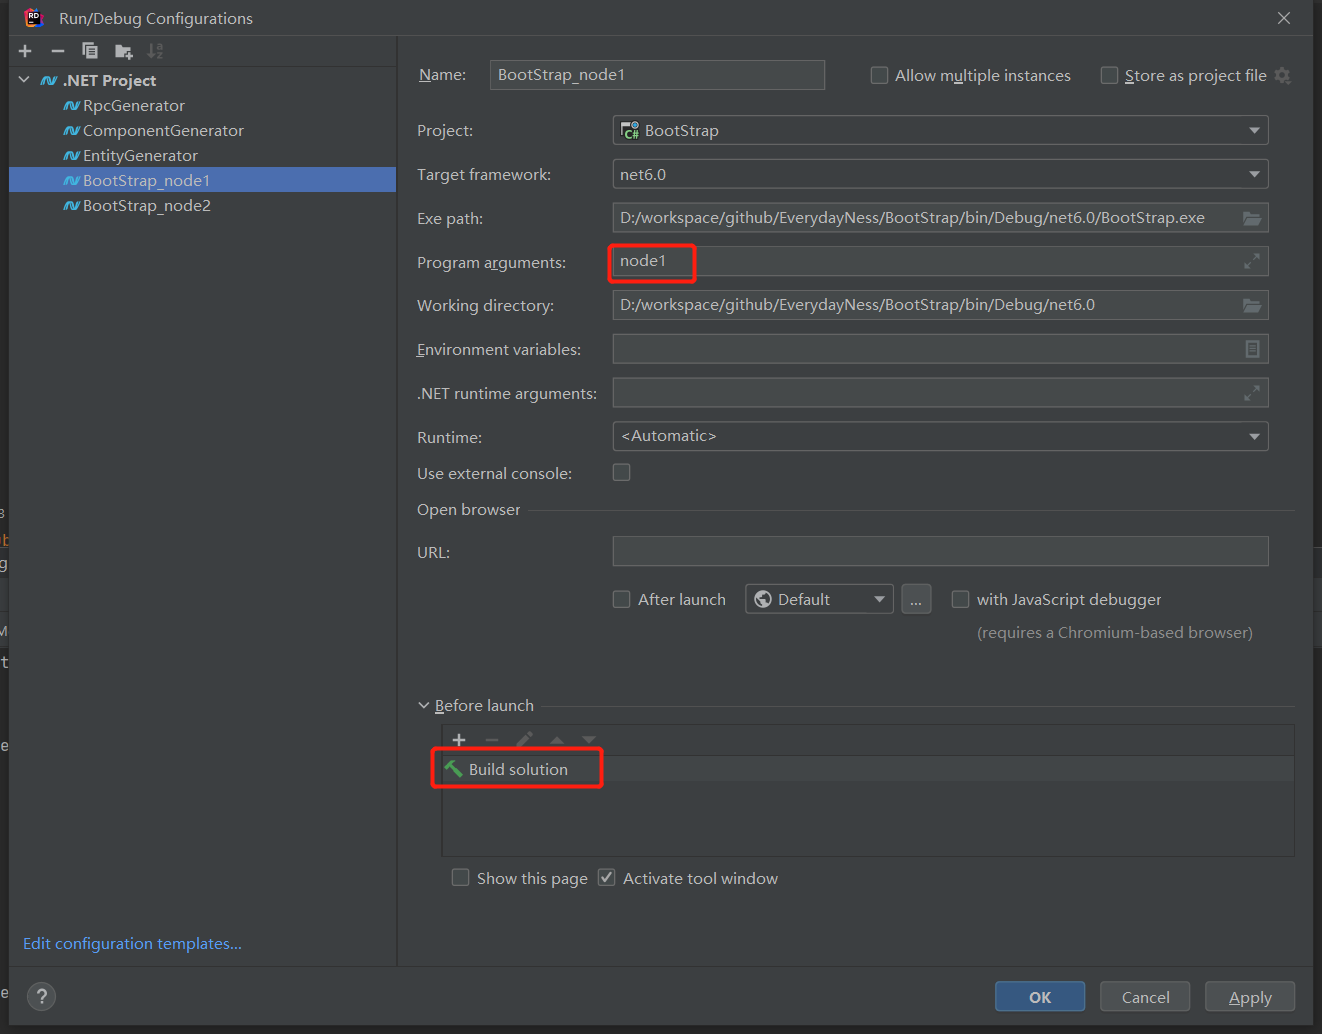 Run/Debug Configurations
.NET Project
RpcGenerator
ComponentGenerator
EntityGenerator
BootStrap_node1
BootStrap_node2
Edit configuration templates...
Name: BootStrap_node1 Allow multiple instances Store as project file
Project: BootStrap
Target framework: net6.0
Exe path: D:/workspace/github/EverydayNess/BootStrap/bin/Debug/net6.0/BootStrap.exe
Program arguments: node1
Working directory: D:/workspace/github/EverydayNess/BootStrap/bin/Debug/net6.0
Environment variables:
.NET runtime arguments:
Runtime: <Automatic>
Use external console:
Open browser
URL:
After launch Default ... with JavaScript debugger
(requires a Chromium-based browser)
Before launch
Build solution
Show this page Activate tool window
? OK Cancel Apply